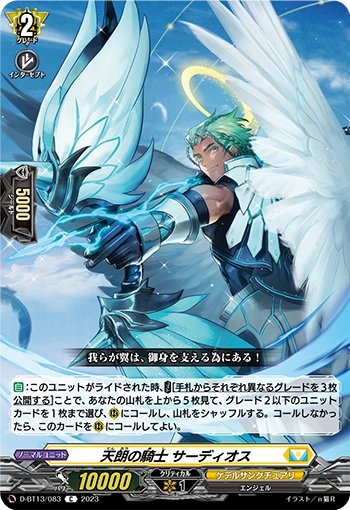 2
グレード
インターセプト
5000
シールド
我らが翼は、御身を支える為にある！
自:このユニットがライドされた時、【手札からそれぞれ異なるグレードを3枚
公開する】ことで、あなたの山札を上から5枚見て、グレード2以下のユニット
カードを1枚まで選び、Rにコールし、山札をシャッフルする。コールしなかっ
たら、このカードをRにコールしてよい。
ノーマルユニット
天朗の騎士 サーディオス
パワー
10000
クリティカル
1
ケテルサンクチュアリ
エンジェル
D-BT13/083 C 2023
イラスト/n猫R